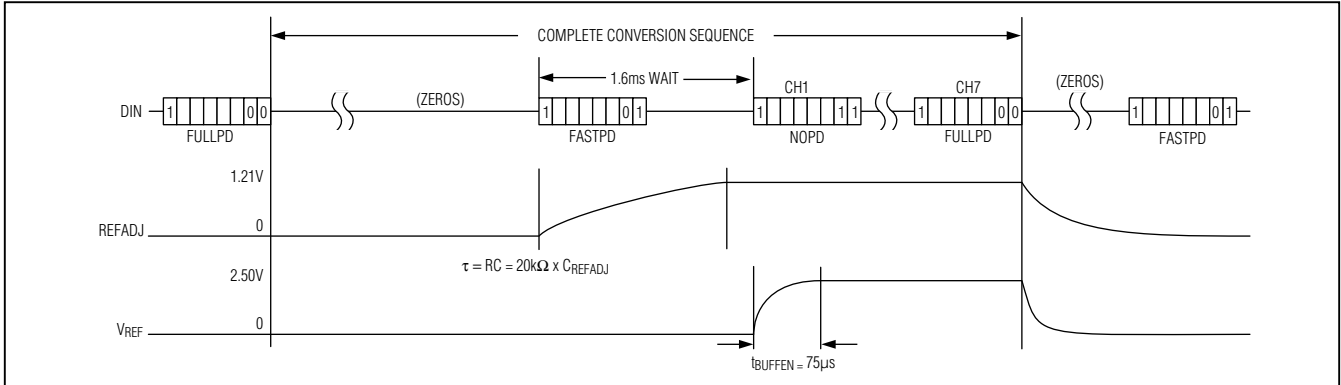 COMPLETE CONVERSION SEQUENCE
1.6ms WAIT
CH1 CH7 (ZEROS)
DIN 1 0 0 (ZEROS) 1 0 1 1 1 1 1 0 0 1 0 1
FULLPD FASTPD NOPD FULLPD FASTPD
1.21V
REFADJ 0
τ = RC = 20kΩ x CREFADJ
2.50V
VREF 0
tBUFFEN = 75µs